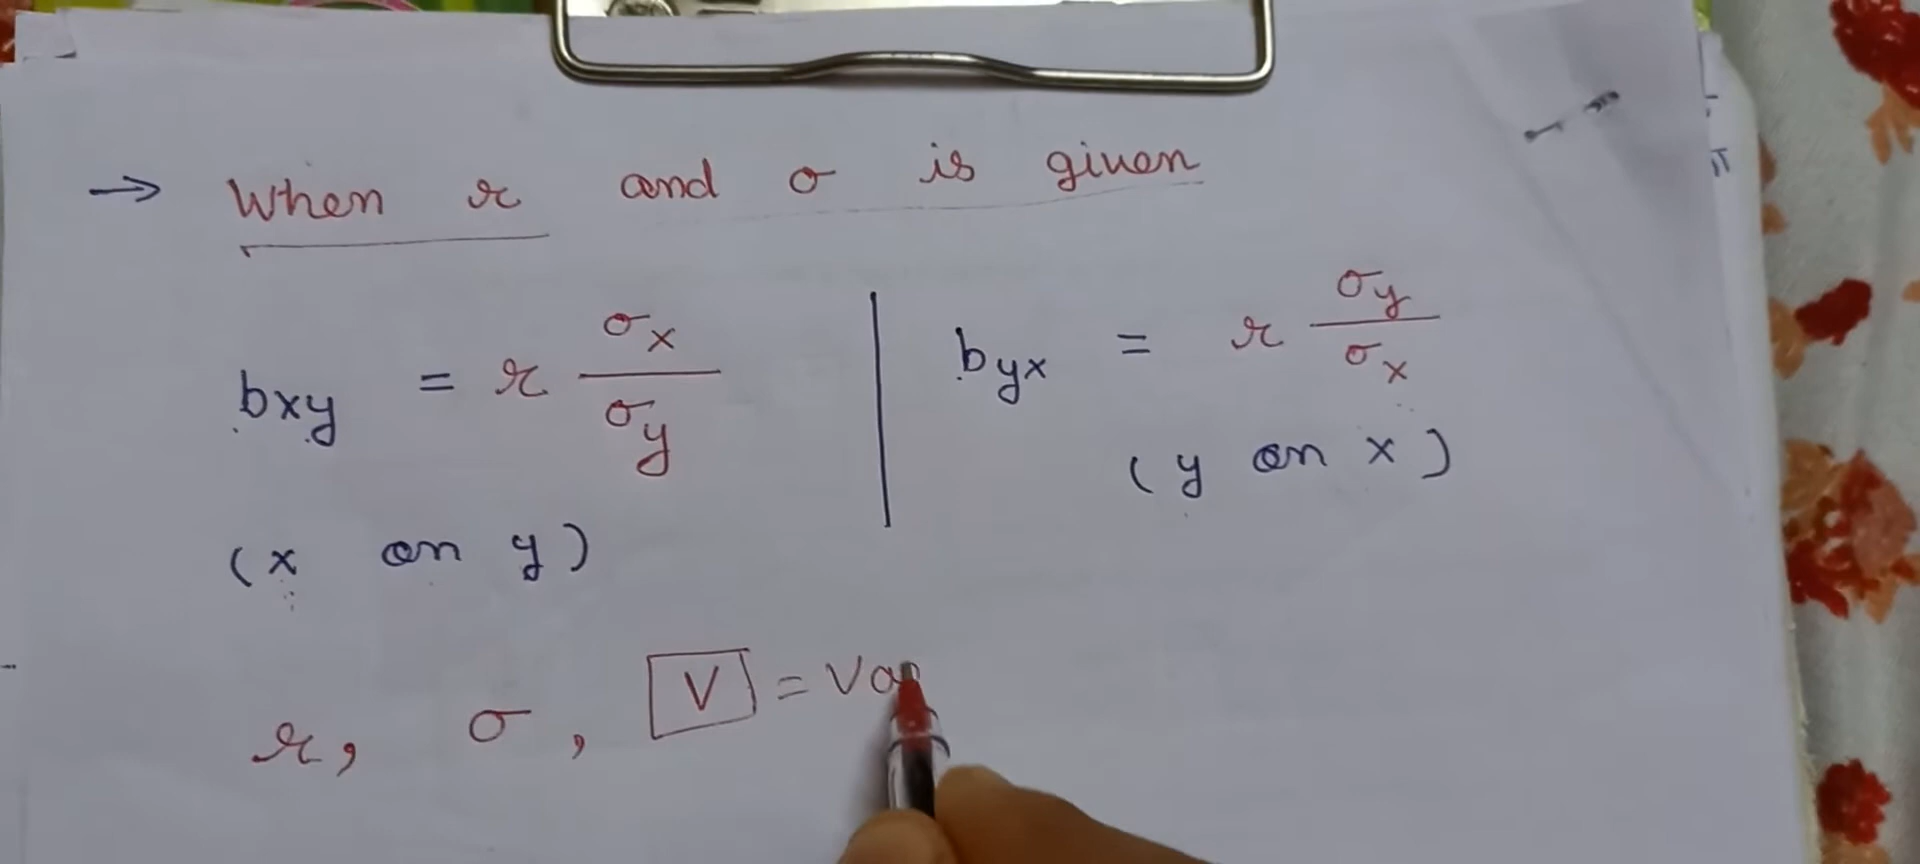 → When r and σ is given
bxy = r σx / σy
(x on y)
byx = r σy / σx
(y on x)
r, σ, V = Va